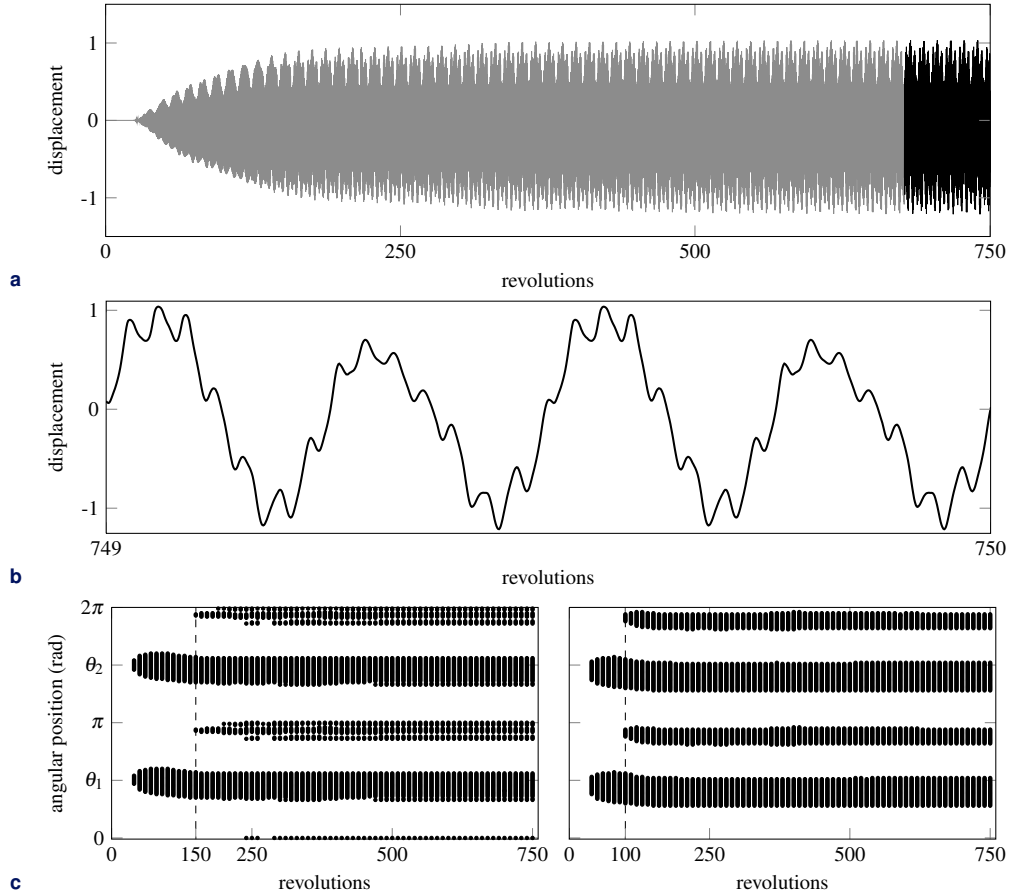 1
0
-1
displacement
0
250
500
750
revolutions
a
1
0
-1
displacement
749
750
revolutions
b
2π
θ2
π
θ1
0
angular position (rad)
0
150
250
500
750
revolutions
0
100
250
500
750
revolutions
c